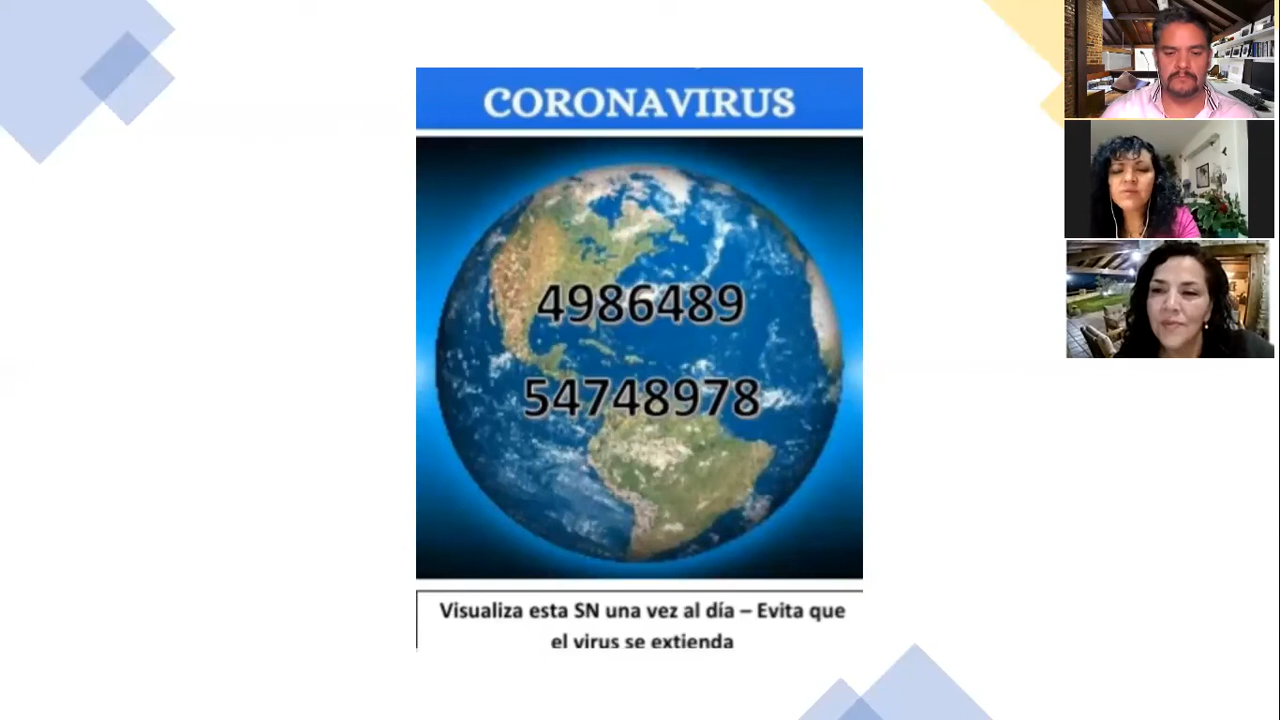 CORONAVIRUS
4986489
54748978
Visualiza esta SN una vez al día – Evita que
el virus se extienda